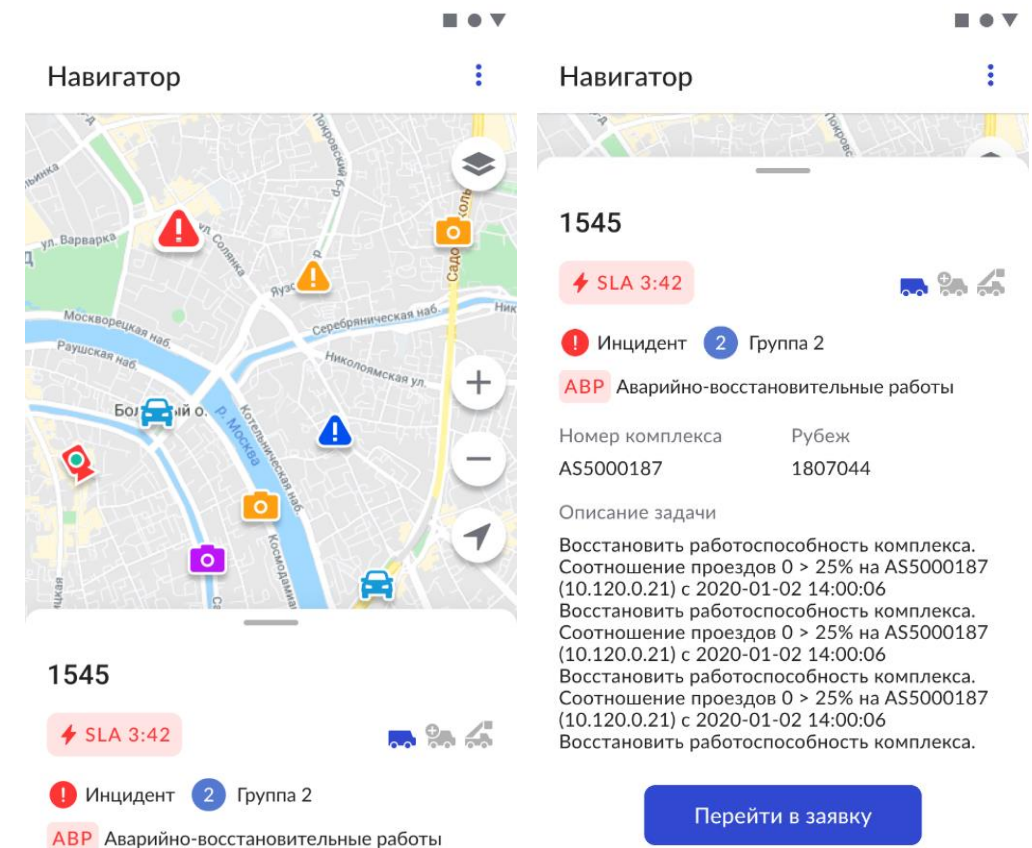 Навигатор
Покровский б-р
ул. Варварка
ул. Солянка
Серебряническая наб.
Москворецкая наб.
Раушская наб.
Николоямская ул.
р. Москва
Котельническая наб.
1545
SLA 3:42
! Инцидент 2 Группа 2
АВР Аварийно-восстановительные работы
Навигатор
1545
SLA 3:42
! Инцидент 2 Группа 2
АВР Аварийно-восстановительные работы
Номер комплекса Рубеж
AS5000187 1807044
Описание задачи
Восстановить работоспособность комплекса.
Соотношение проездов 0 > 25% на AS5000187
(10.120.0.21) с 2020-01-02 14:00:06
Восстановить работоспособность комплекса.
Соотношение проездов 0 > 25% на AS5000187
(10.120.0.21) с 2020-01-02 14:00:06
Восстановить работоспособность комплекса.
Соотношение проездов 0 > 25% на AS5000187
(10.120.0.21) с 2020-01-02 14:00:06
Восстановить работоспособность комплекса.
Перейти в заявку